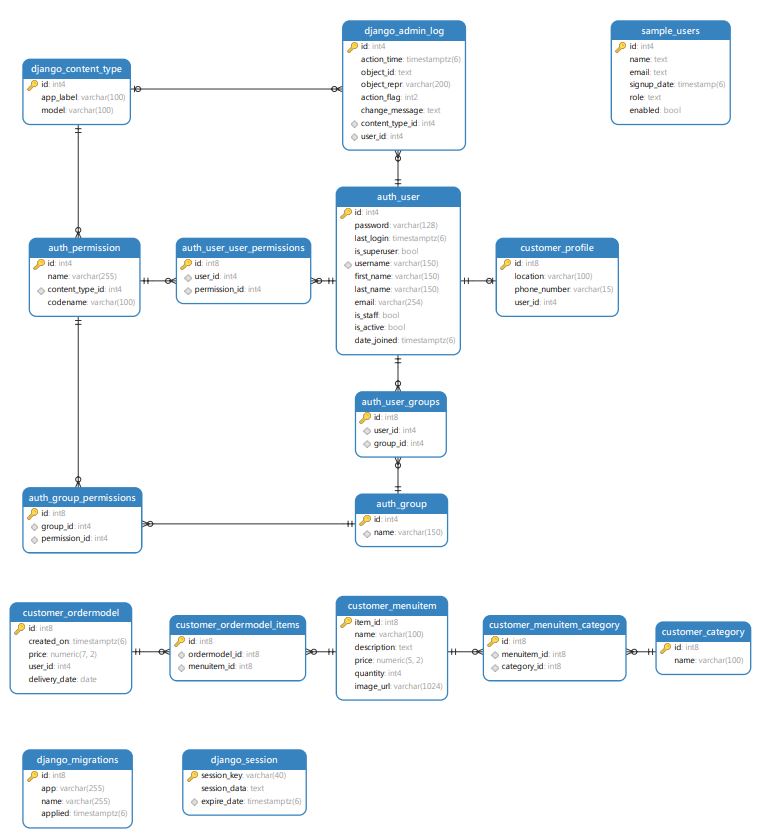 django_admin_log
id: int4
action_time: timestamptz(6)
object_id: text
object_repr: varchar(200)
action_flag: int2
change_message: text
content_type_id: int4
user_id: int4
sample_users
id: int4
name: text
email: text
signup_date: timestamp(6)
role: text
enabled: bool
django_content_type
id: int4
app_label: varchar(100)
model: varchar(100)
auth_user
id: int4
password: varchar(128)
last_login: timestamptz(6)
is_superuser: bool
username: varchar(150)
first_name: varchar(150)
last_name: varchar(150)
email: varchar(254)
is_staff: bool
is_active: bool
date_joined: timestamptz(6)
auth_permission
id: int4
name: varchar(255)
content_type_id: int4
codename: varchar(100)
auth_user_user_permissions
id: int8
user_id: int4
permission_id: int4
customer_profile
id: int8
location: varchar(100)
phone_number: varchar(15)
user_id: int4
auth_user_groups
id: int8
user_id: int4
group_id: int4
auth_group_permissions
id: int8
group_id: int4
permission_id: int4
auth_group
id: int4
name: varchar(150)
customer_ordermodel
id: int8
created_on: timestamptz(6)
price: numeric(7, 2)
user_id: int4
delivery_date: date
customer_ordermodel_items
id: int8
ordermodel_id: int8
menuitem_id: int8
customer_menuitem
item_id: int8
name: varchar(100)
description: text
price: numeric(5, 2)
quantity: int4
image_url: varchar(1024)
customer_menuitem_category
id: int8
menuitem_id: int8
category_id: int8
customer_category
id: int8
name: varchar(100)
django_migrations
id: int8
app: varchar(255)
name: varchar(255)
applied: timestamptz(6)
django_session
session_key: varchar(40)
session_data: text
expire_date: timestamptz(6)